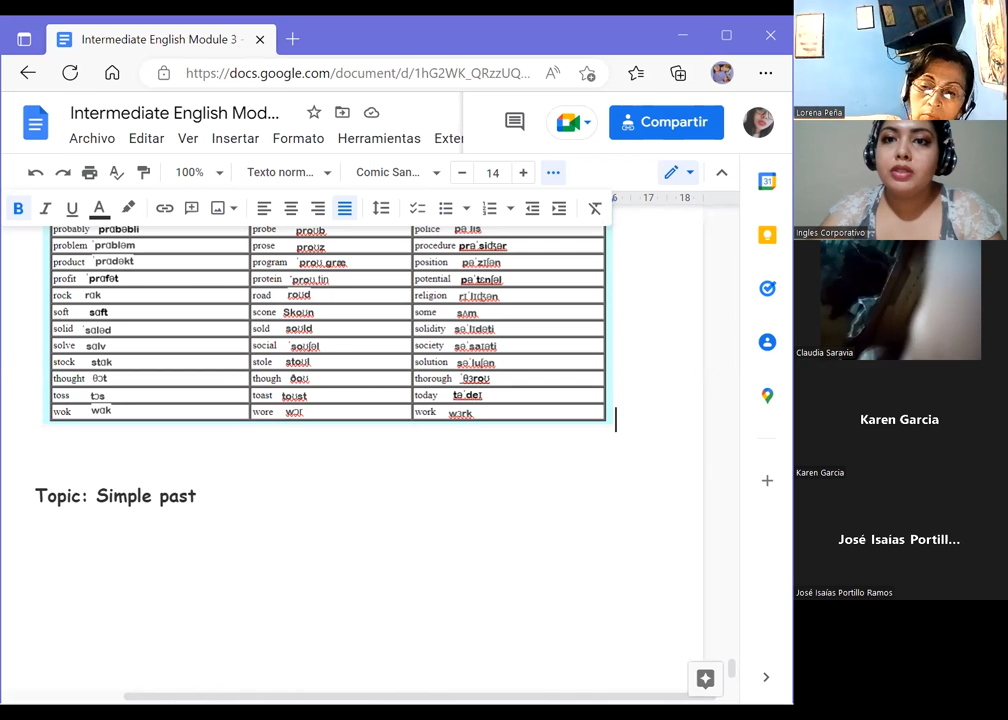 Intermediate English Module 3 -
https://docs.google.com/document/d/1hG2WK_QRzzUQ...
Intermediate English Mod...
Archivo Editar Ver Insertar Formato Herramientas Exter
Compartir
100% Texto norm... Comic San... 14
17 18
probably prɑbəbli probe proʊb police pəˈlis
problem ˈprɑbləm prose proʊz procedure prəˈsiʤər
product ˈprɑdəkt program ˈproʊˌgræ position pəˈzɪʃən
profit ˈprɑfət protein ˈproʊˌtin potential pəˈtɛnʃəl
rock rɑk road roʊd religion rɪˈlɪʤən
soft sɑft scone Skoʊn some sʌm
solid ˈsɑləd sold soʊld solidity səˈlɪdəti
solve sɑlv social ˈsoʊʃəl society səˈsaɪəti
stock stɑk stole stoʊl solution səˈluʃən
thought θɔt though ðoʊ thorough ˈθɜroʊ
toss tɔs toast toʊst today təˈdeɪ
wok wɑk wore wɔr work wɜrk
Topic: Simple past
Lorena Peña
Ingles Corporativo
Claudia Saravia
Karen Garcia
Karen Garcia
José Isaías Portill...
José Isaías Portillo Ramos
31